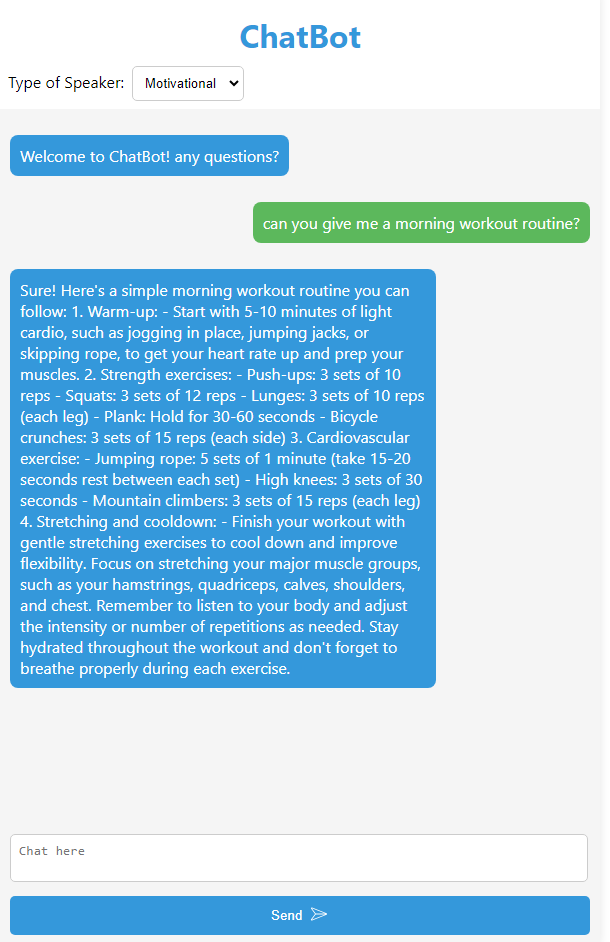 ChatBot
Type of Speaker: Motivational
Welcome to ChatBot! any questions?
can you give me a morning workout routine?
Sure! Here's a simple morning workout routine you can
follow: 1. Warm-up: - Start with 5-10 minutes of light
cardio, such as jogging in place, jumping jacks, or
skipping rope, to get your heart rate up and prep your
muscles. 2. Strength exercises: - Push-ups: 3 sets of 10
reps - Squats: 3 sets of 12 reps - Lunges: 3 sets of 10 reps
(each leg) - Plank: Hold for 30-60 seconds - Bicycle
crunches: 3 sets of 15 reps (each side) 3. Cardiovascular
exercise: - Jumping rope: 5 sets of 1 minute (take 15-20
seconds rest between each set) - High knees: 3 sets of 30
seconds - Mountain climbers: 3 sets of 15 reps (each leg)
4. Stretching and cooldown: - Finish your workout with
gentle stretching exercises to cool down and improve
flexibility. Focus on stretching your major muscle groups,
such as your hamstrings, quadriceps, calves, shoulders,
and chest. Remember to listen to your body and adjust
the intensity or number of repetitions as needed. Stay
hydrated throughout the workout and don't forget to
breathe properly during each exercise.
Chat here
Send